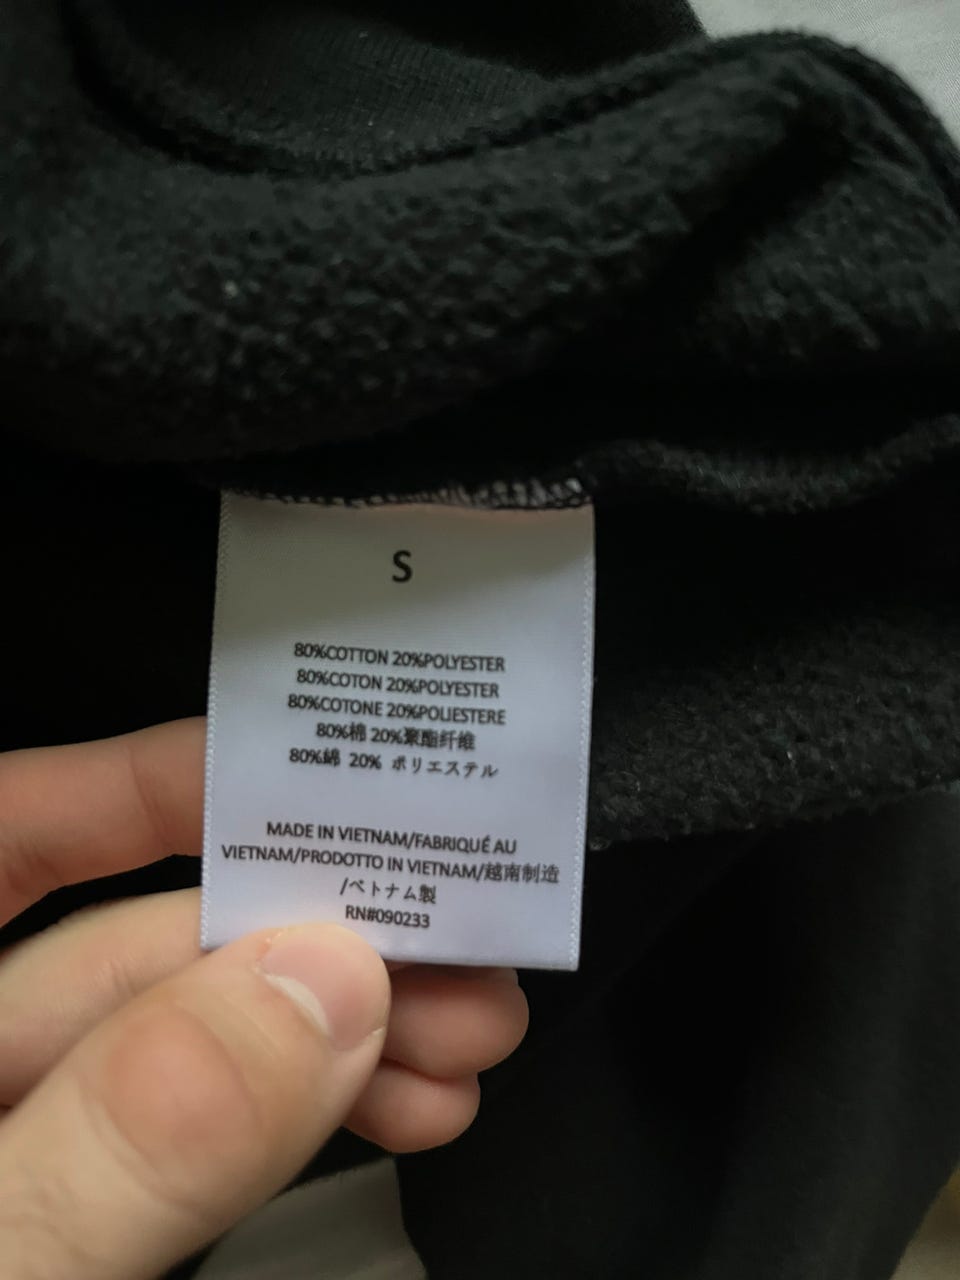 S
80%COTTON 20%POLYESTER
80%COTON 20%POLYESTER
80%COTONE 20%POLIESTERE
80%棉 20%聚酯纤维
80%綿 20% ポリエステル
MADE IN VIETNAM/FABRIQUÉ AU
VIETNAM/PRODOTTO IN VIETNAM/越南制造
/ベトナム製
RN#090233